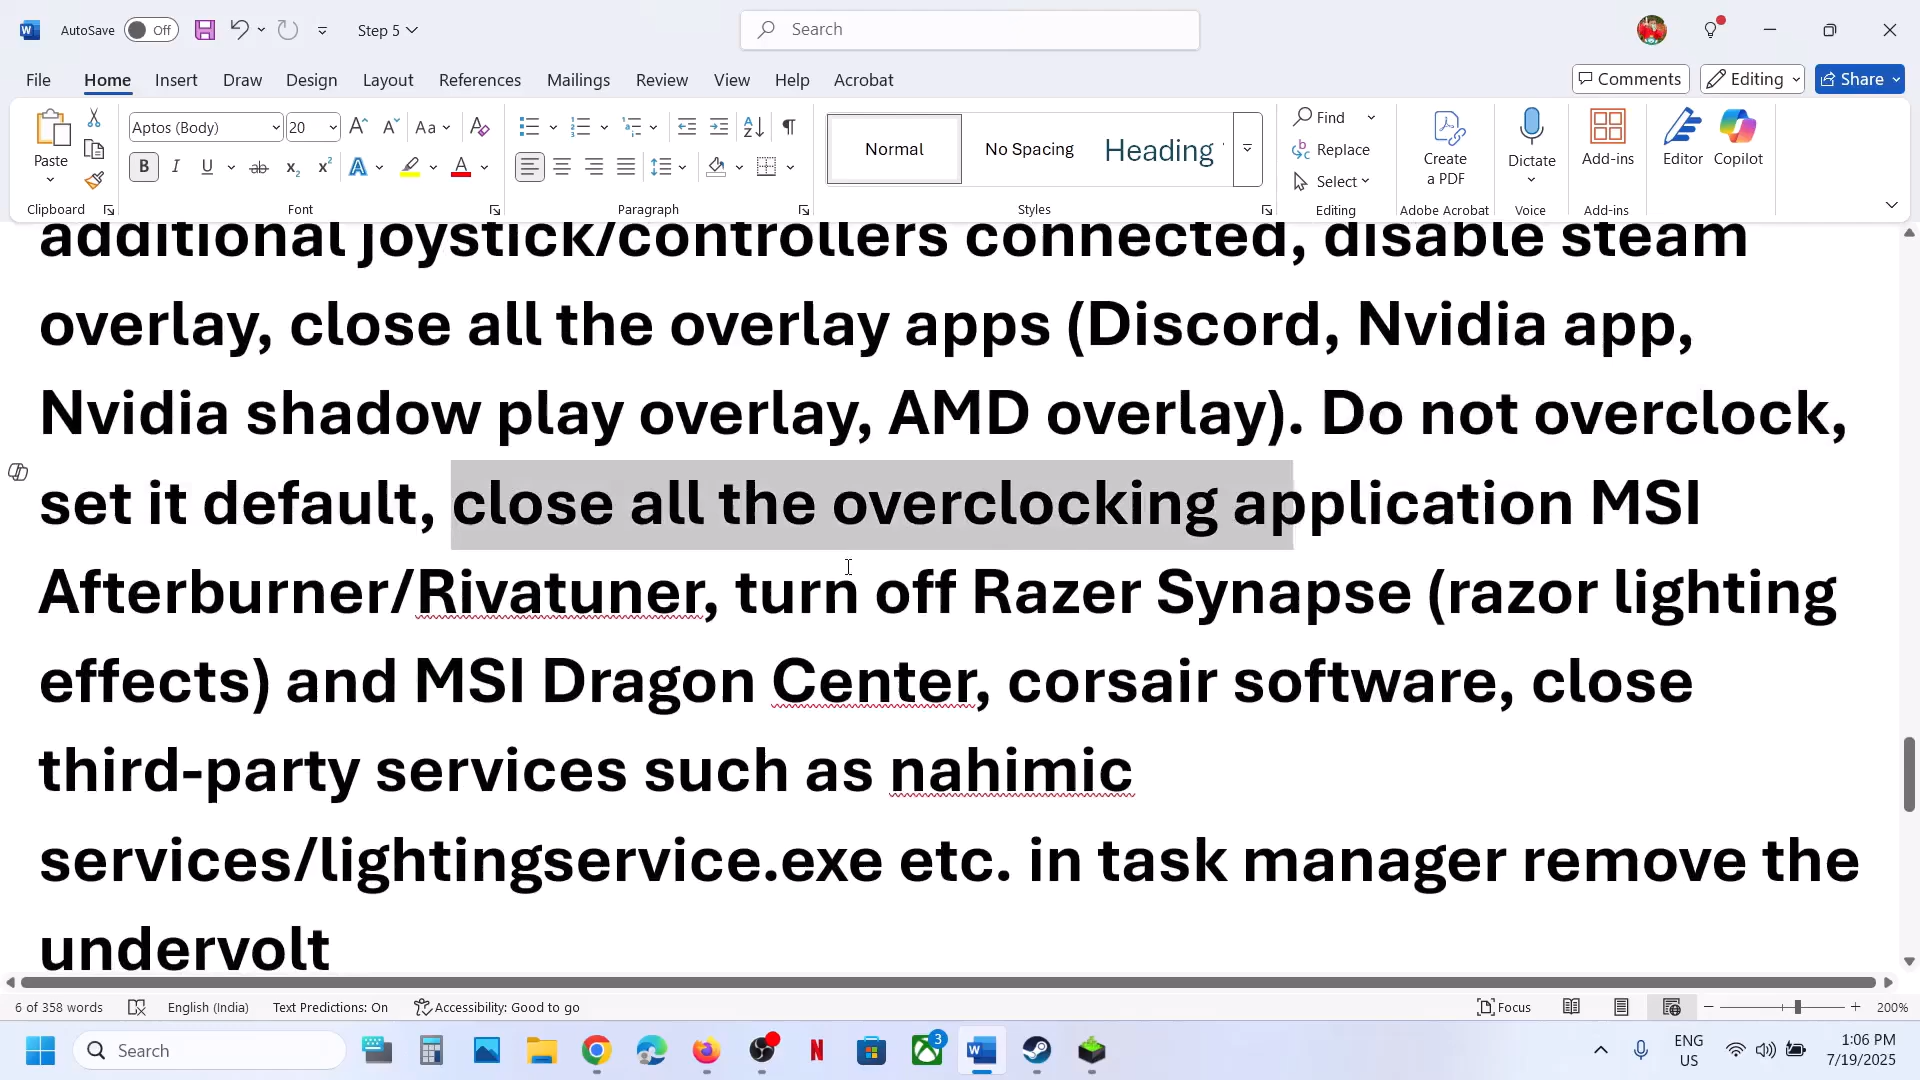 AutoSave Off Step 5 Search
File Home Insert Draw Design Layout References Mailings Review View Help Acrobat Comments Editing Share
Paste Aptos (Body) 20 Aa Normal No Spacing Heading Find Replace Select Create a PDF Dictate Add-ins Editor Copilot
Clipboard Font Paragraph Styles Editing Adobe Acrobat Voice Add-ins
additional joystick/controllers connected, disable steam
overlay, close all the overlay apps (Discord, Nvidia app,
Nvidia shadow play overlay, AMD overlay). Do not overclock,
set it default, close all the overclocking application MSI
Afterburner/Rivatuner, turn off Razer Synapse (razor lighting
effects) and MSI Dragon Center, corsair software, close
third-party services such as nahimic
services/lightingservice.exe etc. in task manager remove the
undervolt
6 of 358 words English (India) Text Predictions: On Accessibility: Good to go Focus 200%
Search 3 ENG US 1:06 PM 7/19/2025